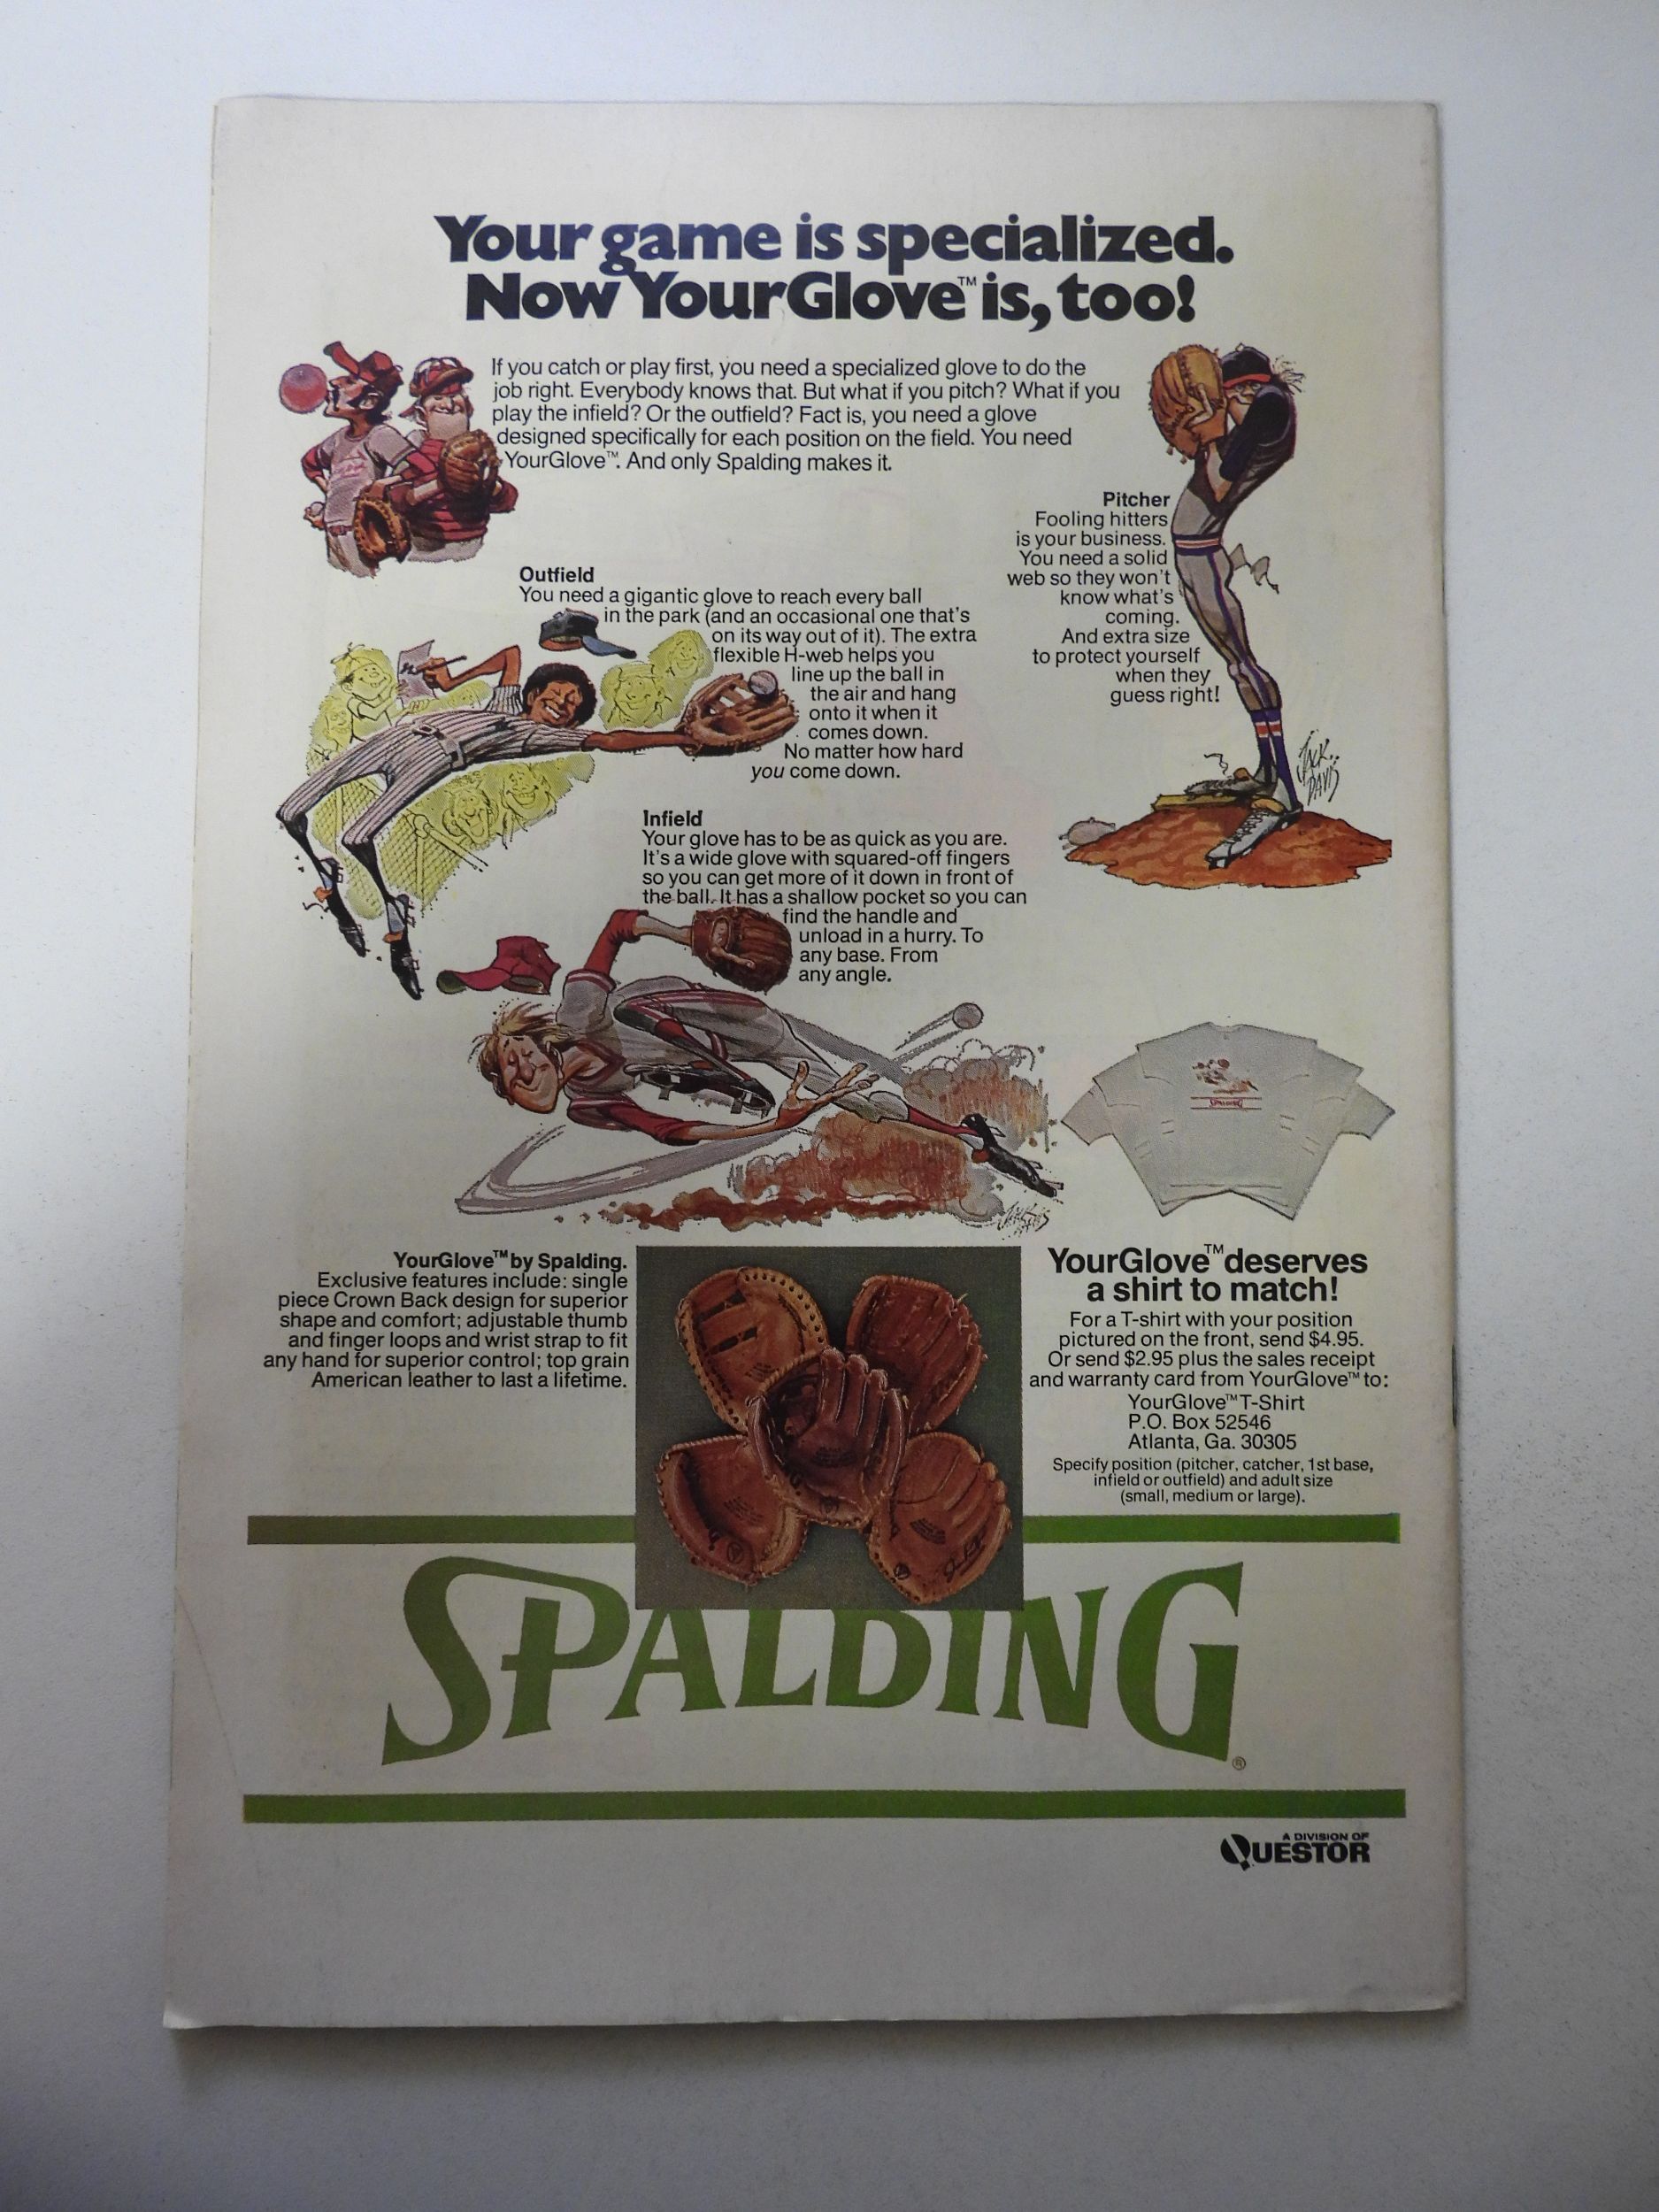 Your game is specialized.
Now YourGlove™ is, too!
If you catch or play first, you need a specialized glove to do the
job right. Everybody knows that. But what if you pitch? What if you
play the infield? Or the outfield? Fact is, you need a glove
designed specifically for each position on the field. You need
YourGlove™. And only Spalding makes it.
Pitcher
Fooling hitters
is your business.
You need a solid
web so they won't
know what's
coming.
And extra size
to protect yourself
when they
guess right!
JACK
DAVIS
Outfield
You need a gigantic glove to reach every ball
in the park (and an occasional one that's
on its way out of it). The extra
flexible H-web helps you
line up the ball in
the air and hang
onto it when it
comes down.
No matter how hard
you come down.
Infield
Your glove has to be as quick as you are.
It's a wide glove with squared-off fingers
so you can get more of it down in front of
the ball. It has a shallow pocket so you can
find the handle and
unload in a hurry. To
any base. From
any angle.
JACK DAVIS
SPALDING
YourGlove™ by Spalding.
Exclusive features include: single
piece Crown Back design for superior
shape and comfort; adjustable thumb
and finger loops and wrist strap to fit
any hand for superior control; top grain
American leather to last a lifetime.
YourGlove™ deserves
a shirt to match!
For a T-shirt with your position
pictured on the front, send $4.95.
Or send $2.95 plus the sales receipt
and warranty card from YourGlove™ to:
YourGlove™ T-Shirt
P.O. Box 52546
Atlanta, Ga. 30305
Specify position (pitcher, catcher, 1st base,
infield or outfield) and adult size
(small, medium or large).
SPALDING®
A DIVISION OF
QUESTOR